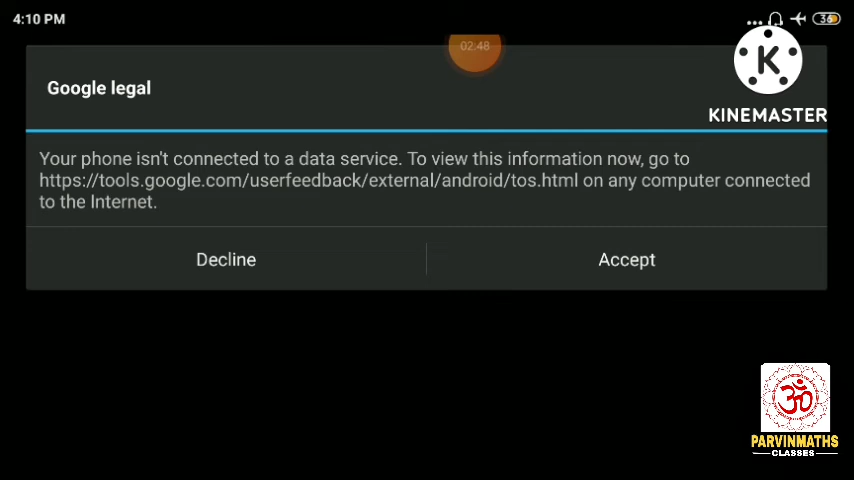 4:10 PM
36
02:48
K
KINEMASTER
Google legal
Your phone isn't connected to a data service. To view this information now, go to
https://tools.google.com/userfeedback/external/android/tos.html on any computer connected
to the Internet.
Decline
Accept
ॐ
PARVINMATHS
CLASSES